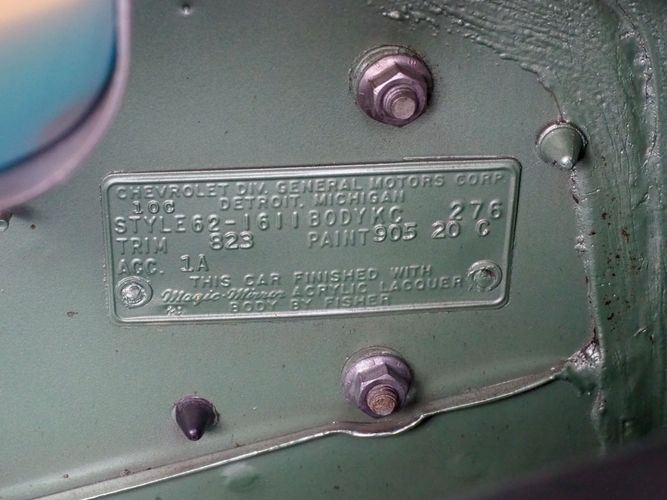 CHEVROLET DIV. GENERAL MOTORS CORP
DETROIT. MICHIGAN
10C
STYLE 62-1611 BODY KC 276
TRIM 823 PAINT 905 20 C
ACC. 1A
THIS CAR FINISHED WITH
Magic-Mirror ACRYLIC LACQUER
BODY BY FISHER